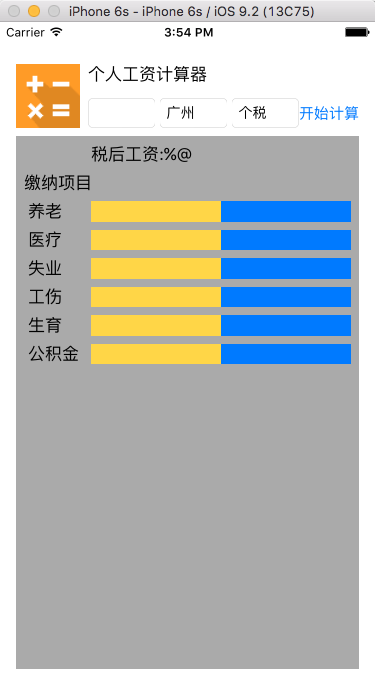 iPhone 6s - iPhone 6s / iOS 9.2 (13C75)
Carrier 3:54 PM
个人工资计算器
广州 个税 开始计算
税后工资:%@
缴纳项目
养老
医疗
失业
工伤
生育
公积金